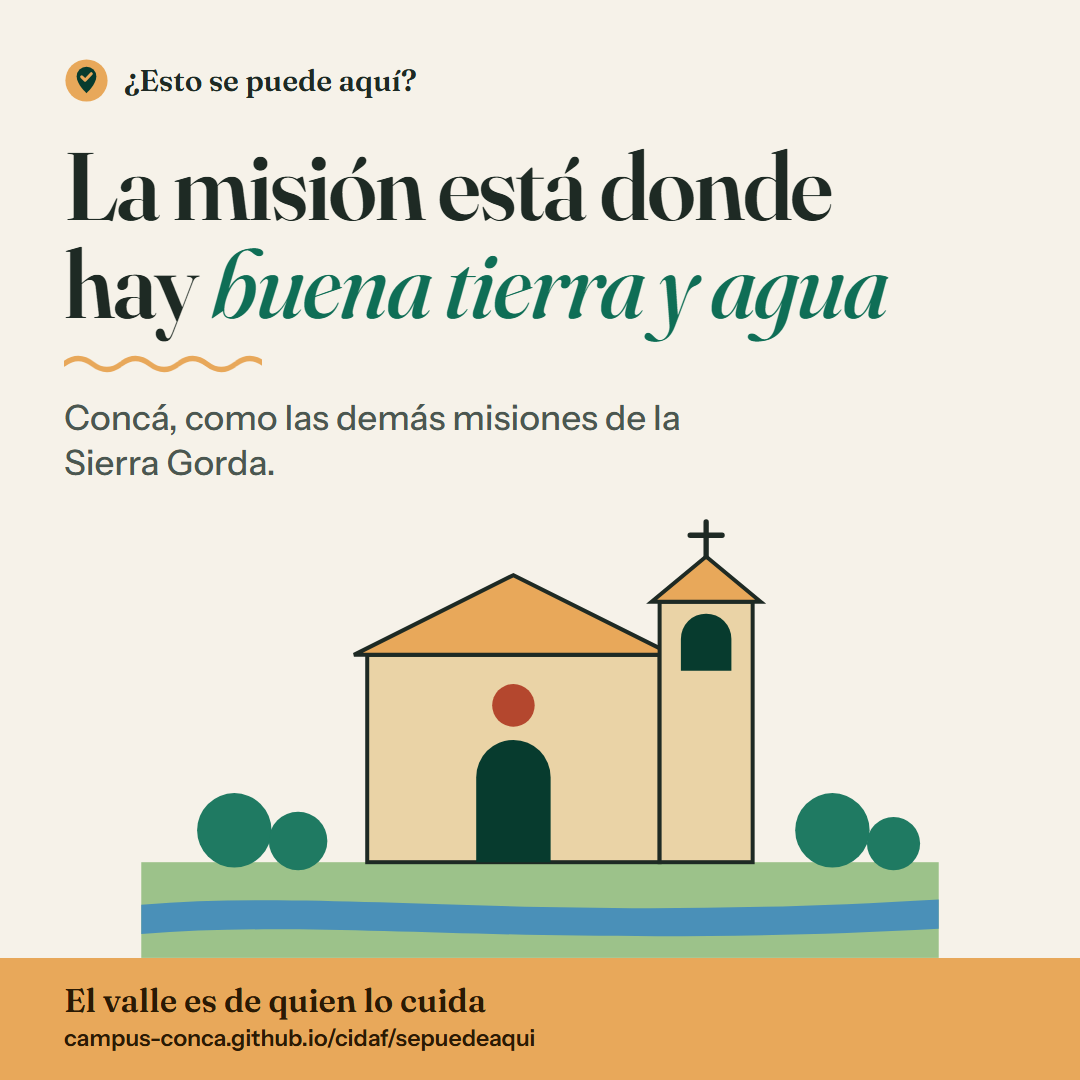 ¿Esto se puede aquí?
La misión está donde
hay buena tierra y agua
Concá, como las demás misiones de la
Sierra Gorda.
El valle es de quien lo cuida
campus-conca.github.io/cidaf/sepuedeaqui